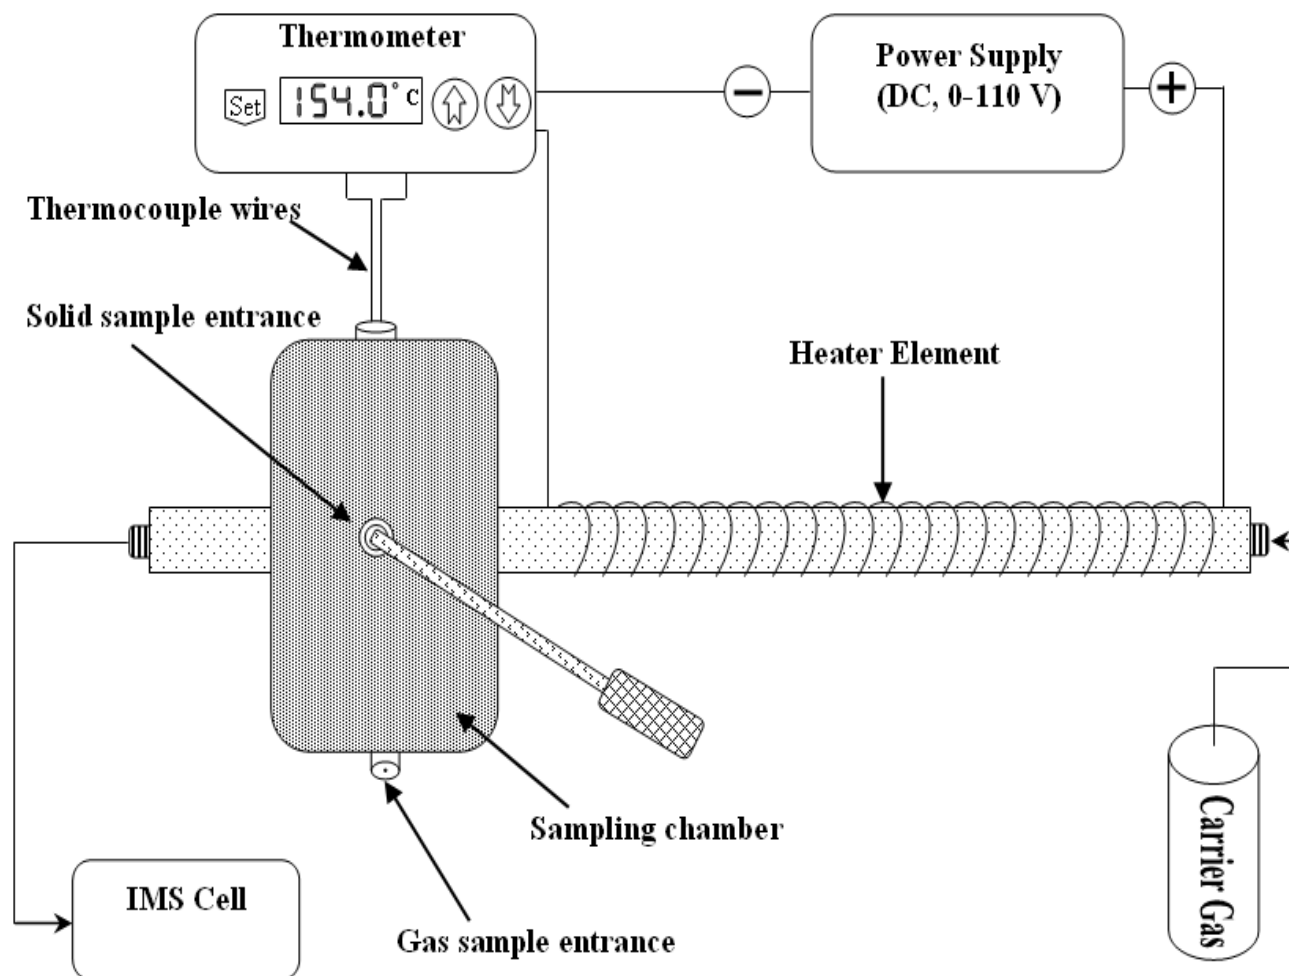 Thermometer
Set
154.0° C
Power Supply
(DC, 0-110 V)
−
+
Thermocouple wires
Solid sample entrance
Heater Element
Sampling chamber
Carrier Gas
IMS Cell
Gas sample entrance